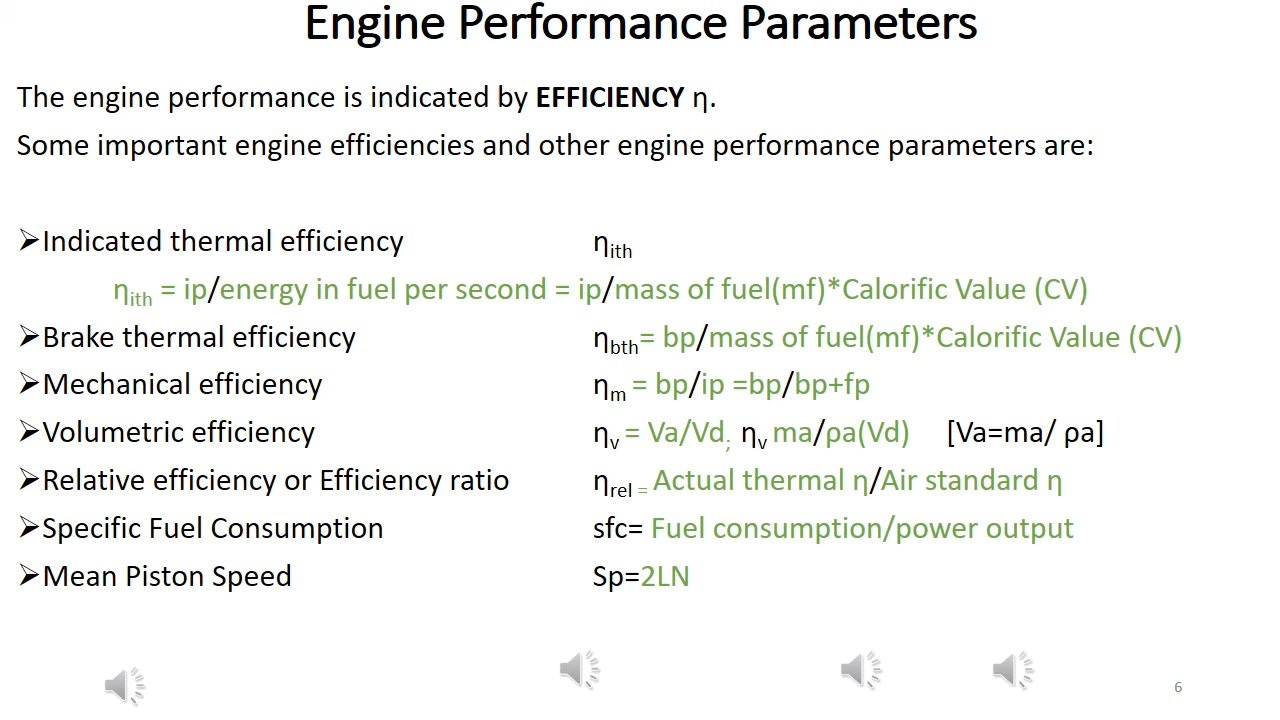 Engine Performance Parameters
The engine performance is indicated by EFFICIENCY η.
Some important engine efficiencies and other engine performance parameters are:
➢Indicated thermal efficiency ηith
ηith = ip/energy in fuel per second = ip/mass of fuel(mf)*Calorific Value (CV)
➢Brake thermal efficiency ηbth= bp/mass of fuel(mf)*Calorific Value (CV)
➢Mechanical efficiency ηm = bp/ip =bp/bp+fp
➢Volumetric efficiency ηv = Va/Vd; ηv ma/ρa(Vd) [Va=ma/ ρa]
➢Relative efficiency or Efficiency ratio ηrel = Actual thermal η/Air standard η
➢Specific Fuel Consumption sfc= Fuel consumption/power output
➢Mean Piston Speed Sp=2LN
6